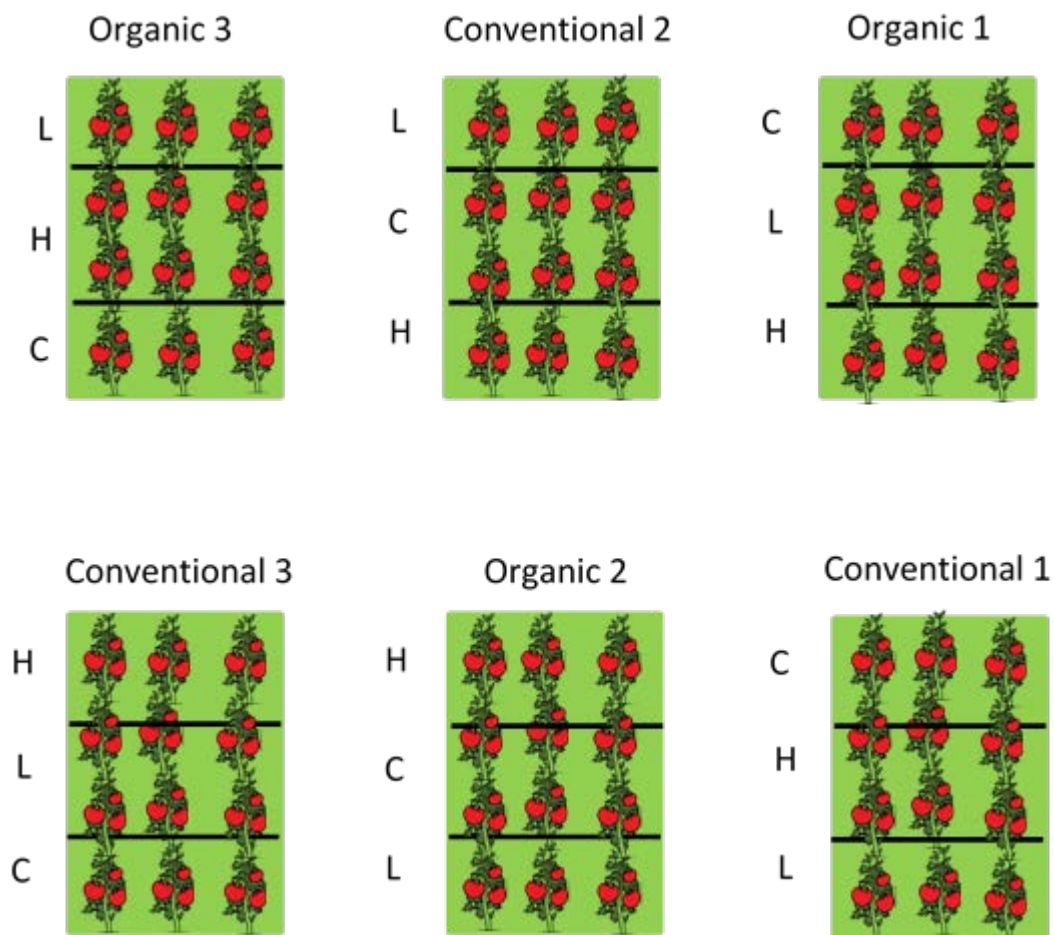 Organic 3
Conventional 2
Organic 1
L
H
C
L
C
H
C
L
H
Conventional 3
Organic 2
Conventional 1
H
L
C
H
C
L
C
H
L